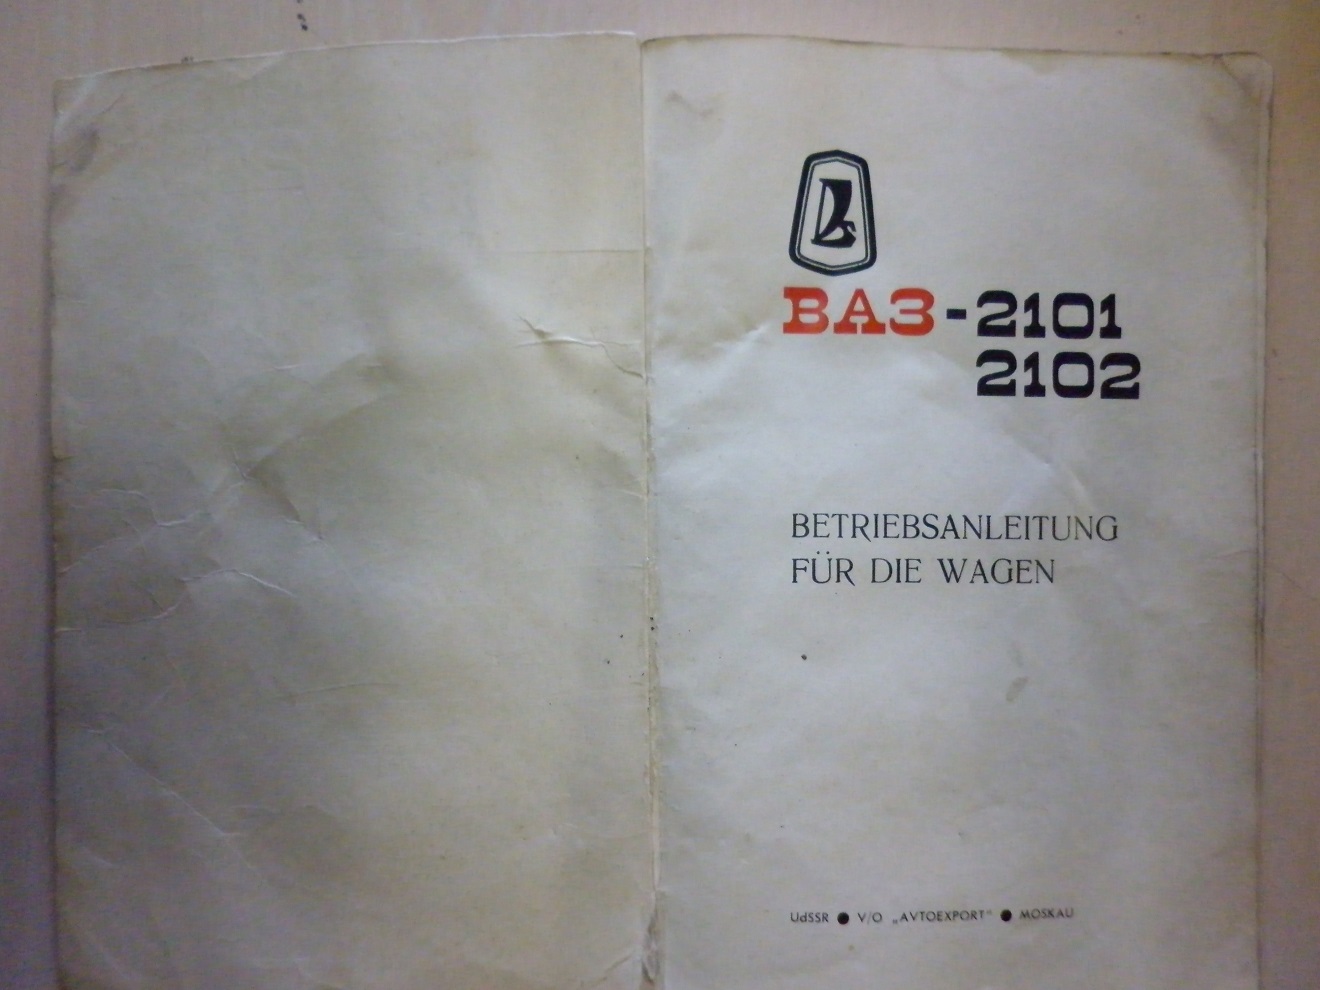 ВАЗ-2101
2102
BETRIEBSANLEITUNG
FÜR DIE WAGEN
UdSSR ● V/O „AVTOEXPORT" ● MOSKAU